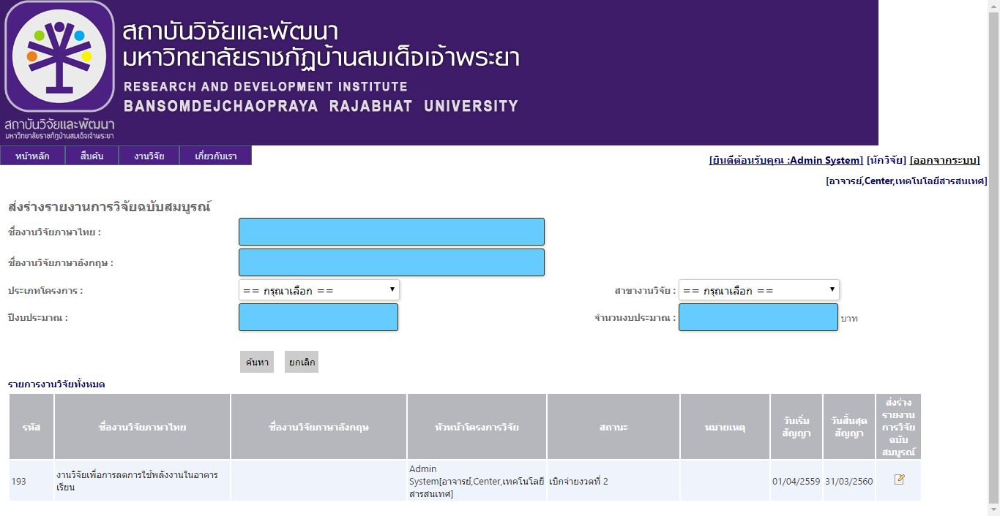 สถาบันวิจัยและพัฒนา
มหาวิทยาลัยราชภัฏบ้านสมเด็จเจ้าพระยา
RESEARCH AND DEVELOPMENT INSTITUTE
BANSOMDEJCHAOPRAYA RAJABHAT UNIVERSITY
สถาบันวิจัยและพัฒนา
มหาวิทยาลัยราชภัฏบ้านสมเด็จเจ้าพระยา
หน้าหลัก สืบค้น งานวิจัย เกี่ยวกับเรา
[ยินดีต้อนรับคุณ :Admin System] [นักวิจัย] [ออกจากระบบ]
[อาจารย์,Center,เทคโนโลยีสารสนเทศ]
ส่งร่างรายงานการวิจัยฉบับสมบูรณ์
ชื่องานวิจัยภาษาไทย :
ชื่องานวิจัยภาษาอังกฤษ :
ประเภทโครงการ : == กรุณาเลือก == สาขางานวิจัย : == กรุณาเลือก ==
ปีงบประมาณ : จำนวนงบประมาณ : บาท
ค้นหา ยกเลิก
รายการงานวิจัยทั้งหมด
รหัส ชื่องานวิจัยภาษาไทย ชื่องานวิจัยภาษาอังกฤษ หัวหน้าโครงการวิจัย สถานะ หมายเหตุ วันเริ่ม
สัญญา วันสิ้นสุด
สัญญา ส่งร่าง
รายงาน
การวิจัย
ฉบับ
สมบูรณ์
193 งานวิจัยเพื่อการลดการใช้พลังงานในอาคาร
เรียน Admin
System[อาจารย์,Center,เทคโนโลยี
สารสนเทศ] เบิกจ่ายงวดที่ 2 01/04/2559 31/03/2560